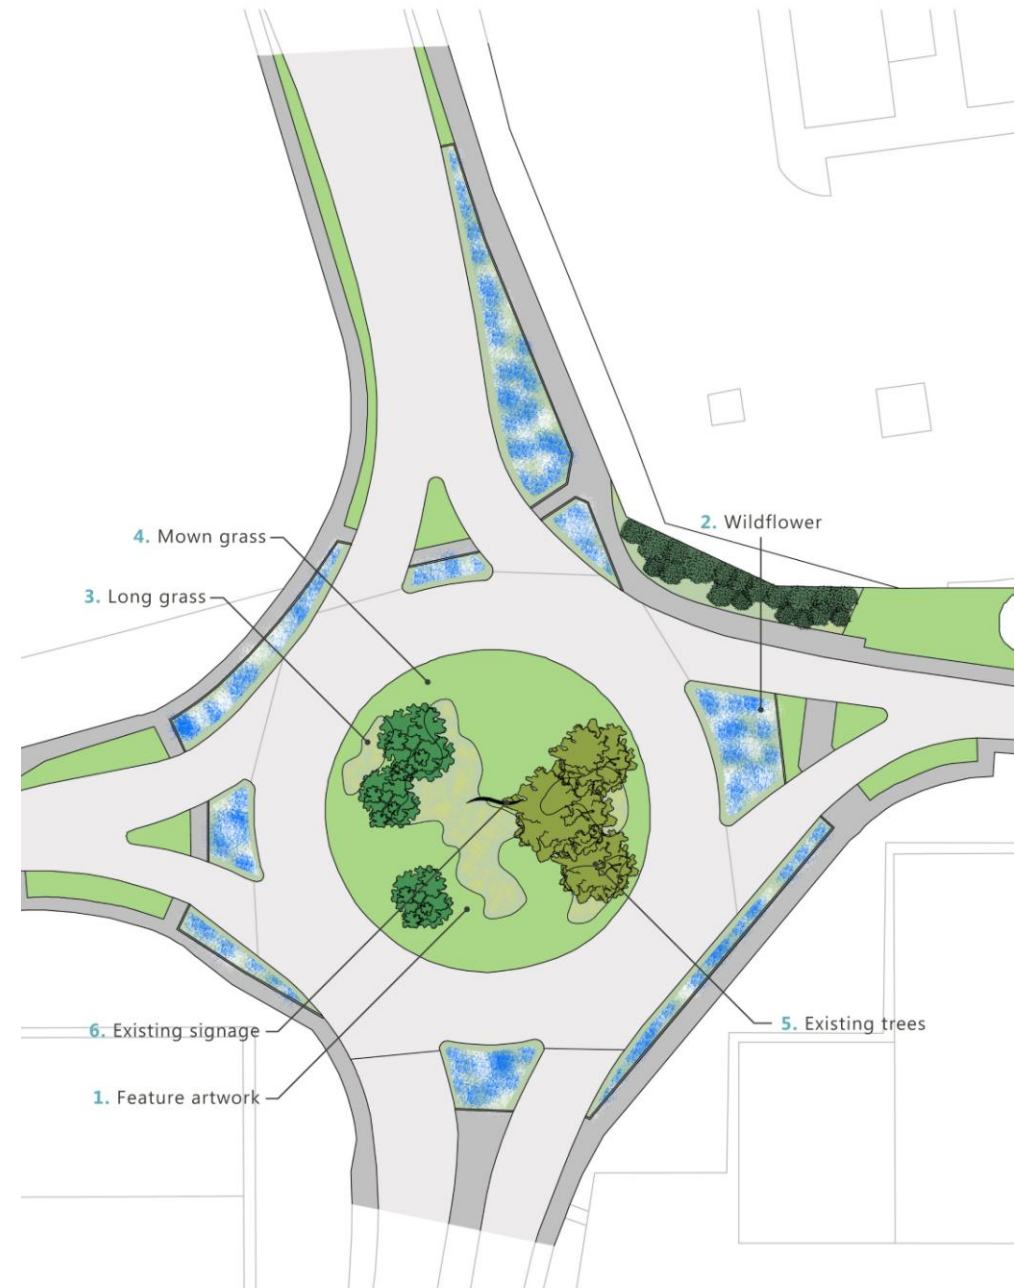 2. Wildflower
4. Mown grass
3. Long grass
6. Existing signage
5. Existing trees
1. Feature artwork